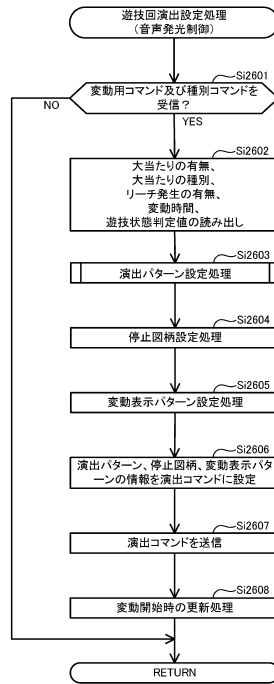 遊技回演出設定処理
(音声発光制御)
Si2601
変動用コマンド及び種別コマンドを
受信?
NO
YES
Si2602
大当たりの有無、
大当たりの種別、
リーチ発生の有無、
変動時間、
遊技状態判定値の読み出し
Si2603
演出パターン設定処理
Si2604
停止図柄設定処理
Si2605
変動表示パターン設定処理
Si2606
演出パターン、停止図柄、変動表示パタ
ーンの情報を演出コマンドに設定
Si2607
演出コマンドを送信
Si2608
変動開始時の更新処理
RETURN